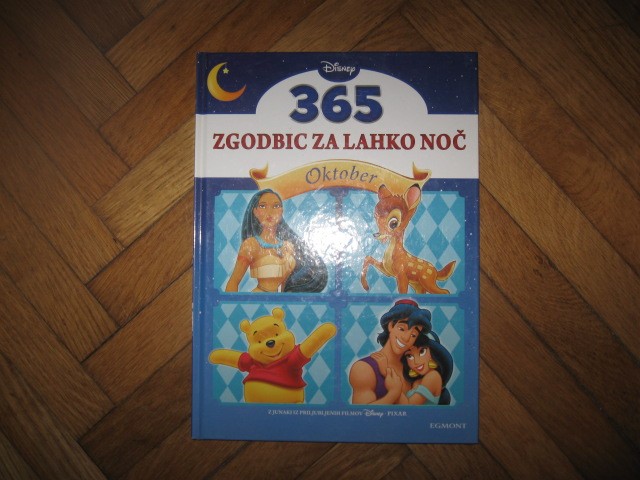 Disney
365
ZGODBIC ZA LAHKO NOČ
Oktober
Z JUNAKI IZ PRILJUBLJENIH FILMOV Disney PIXAR
EGMONT